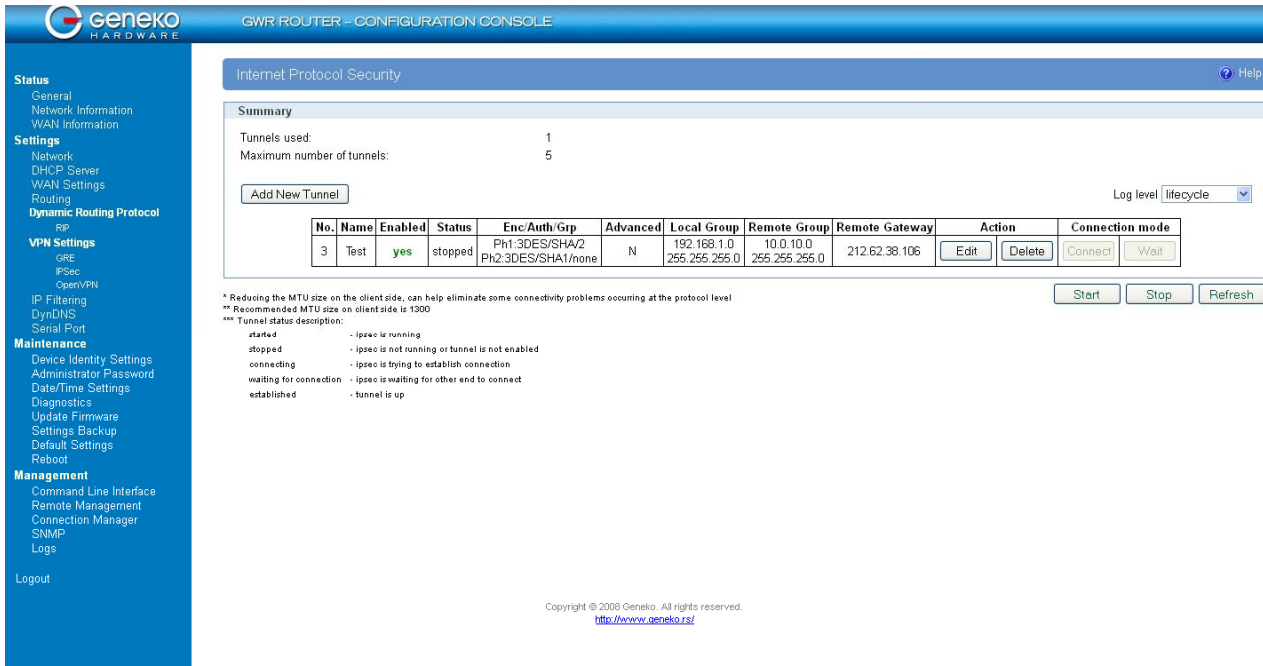 GENEKO
HARDWARE
GWR ROUTER – CONFIGURATION CONSOLE
Status
General
Network Information
WAN Information
Settings
Network
DHCP Server
WAN Settings
Routing
Dynamic Routing Protocol
RIP
VPN Settings
GRE
IPSec
OpenVPN
IP Filtering
DynDNS
Serial Port
Maintenance
Device Identity Settings
Administrator Password
Date/Time Settings
Diagnostics
Update Firmware
Settings Backup
Default Settings
Reboot
Management
Command Line Interface
Remote Management
Connection Manager
SNMP
Logs
Logout
Internet Protocol Security
? Help
Summary
Tunnels used: 1
Maximum number of tunnels: 5
Add New Tunnel
Log level lifecycle
No. Name Enabled Status Enc/Auth/Grp Advanced Local Group Remote Group Remote Gateway Action Connection mode
3 Test yes stopped Ph1:3DES/SHA/2 Ph2:3DES/SHA1/none N 192.168.1.0 255.255.255.0 10.0.10.0 255.255.255.0 212.62.38.106 Edit Delete Connect Wait
Start Stop Refresh
* Reducing the MTU size on the client side, can help eliminate some connectivity problems occurring at the protocol level
** Recommended MTU size on client side is 1300
*** Tunnel status description:
started - ipsec is running
stopped - ipsec is not running or tunnel is not enabled
connecting - ipsec is trying to establish connection
waiting for connection - ipsec is waiting for other end to connect
established - tunnel is up
Copyright © 2008 Geneko. All rights reserved.
http://www.geneko.rs/